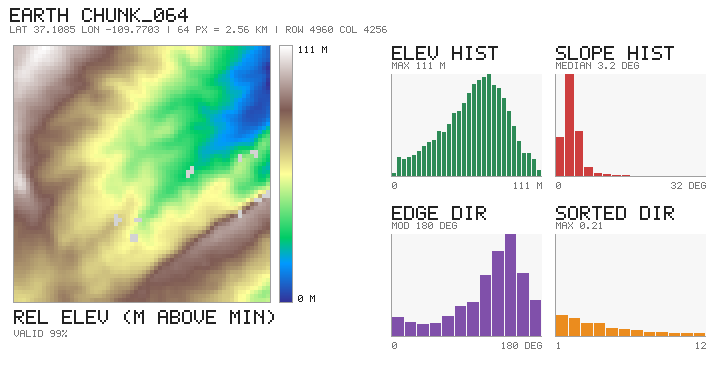 EARTH CHUNK_064
LAT 37.1085 LON -109.7703 | 64 PX = 2.56 KM | ROW 4960 COL 4256
111 M
0 M
REL ELEV (M ABOVE MIN)
VALID 99%
ELEV HIST
MAX 111 M
0 111 M
SLOPE HIST
MEDIAN 3.2 DEG
0 32 DEG
EDGE DIR
MOD 180 DEG
0 180 DEG
SORTED DIR
MAX 0.21
1 12